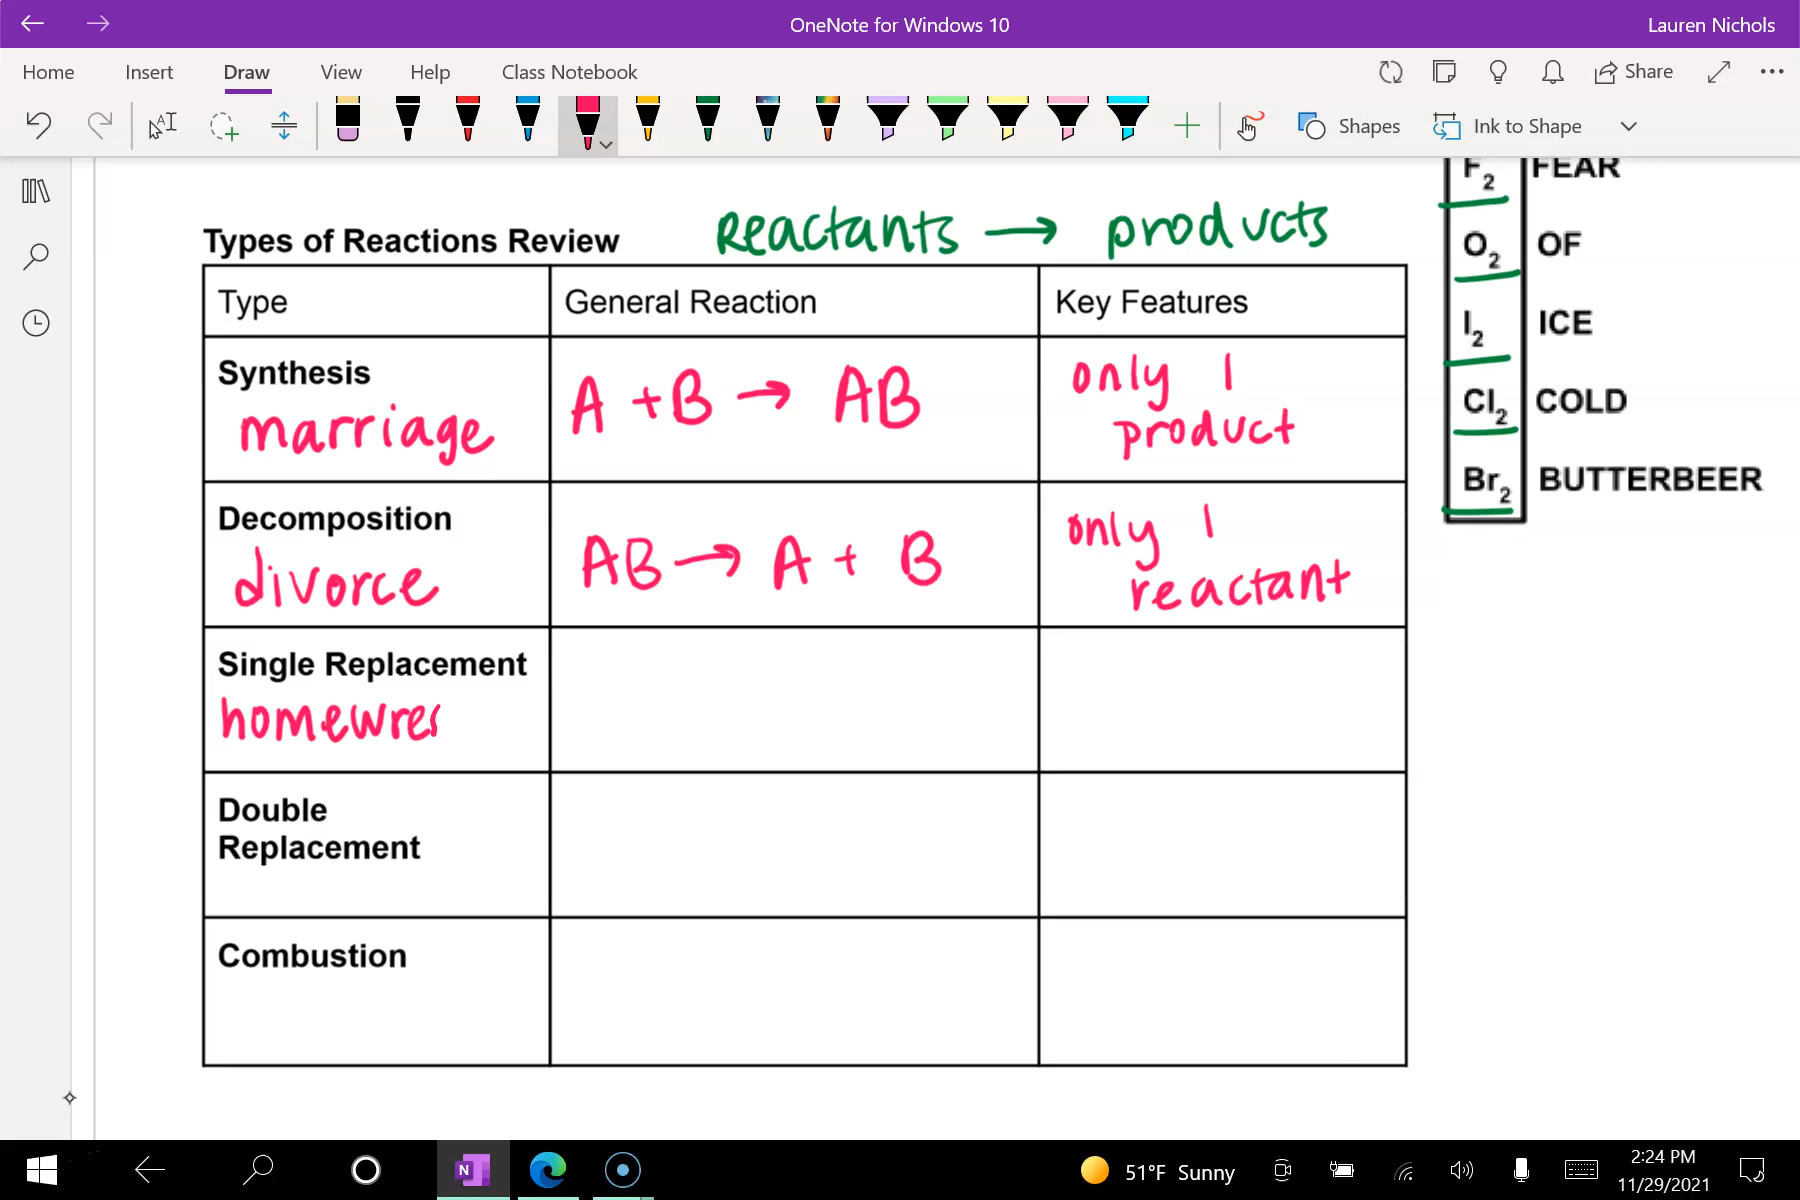 OneNote for Windows 10
Lauren Nichols
Home Insert Draw View Help Class Notebook Share
Shapes Ink to Shape
F2 FEAR
O2 OF
I2 ICE
Cl2 COLD
Br2 BUTTERBEER
Types of Reactions Review reactants → products
Type General Reaction Key Features
Synthesis
marriage
A + B → AB
only 1
product
Decomposition
divorce
AB → A + B
only 1
reactant
Single Replacement
homewrec
Double
Replacement
Combustion
N
51°F Sunny
2:24 PM
11/29/2021